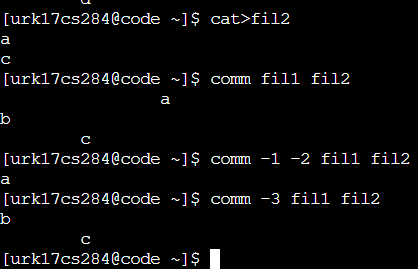 d
[urk17cs284@code ~]$ cat>fil2
a
c
[urk17cs284@code ~]$ comm fil1 fil2
                a
b
        c
[urk17cs284@code ~]$ comm -1 -2 fil1 fil2
a
[urk17cs284@code ~]$ comm -3 fil1 fil2
b
        c
[urk17cs284@code ~]$